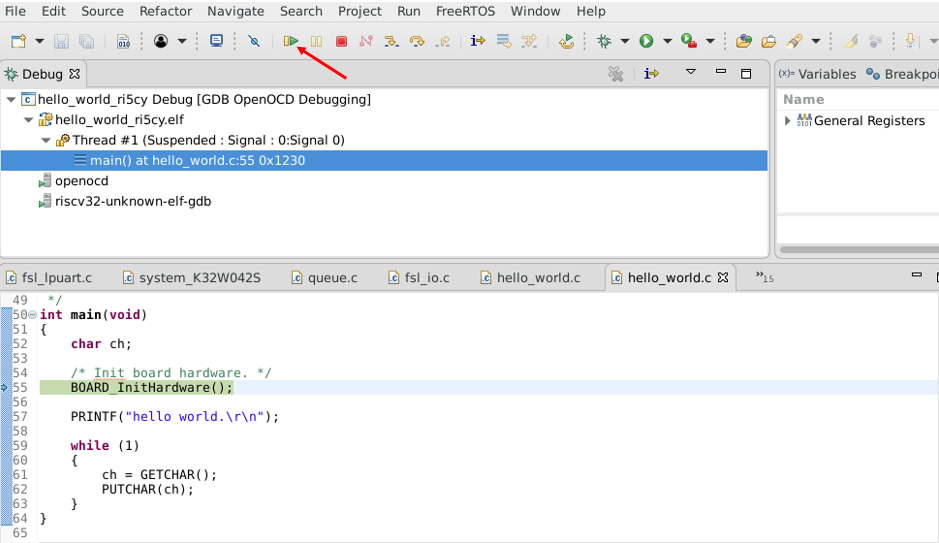 File Edit Source Refactor Navigate Search Project Run FreeRTOS Window Help
Debug
(x)= Variables Breakpoi
hello_world_ri5cy Debug [GDB OpenOCD Debugging]
Name
hello_world_ri5cy.elf
General Registers
Thread #1 (Suspended : Signal : 0:Signal 0)
main() at hello_world.c:55 0x1230
openocd
riscv32-unknown-elf-gdb
fsl_lpuart.c system_K32W042S queue.c fsl_io.c hello_world.c hello_world.c »15
49 */
50 int main(void)
51 {
52 char ch;
53
54 /* Init board hardware. */
55 BOARD_InitHardware();
56
57 PRINTF("hello world.\r\n");
58
59 while (1)
60 {
61 ch = GETCHAR();
62 PUTCHAR(ch);
63 }
64 }
65